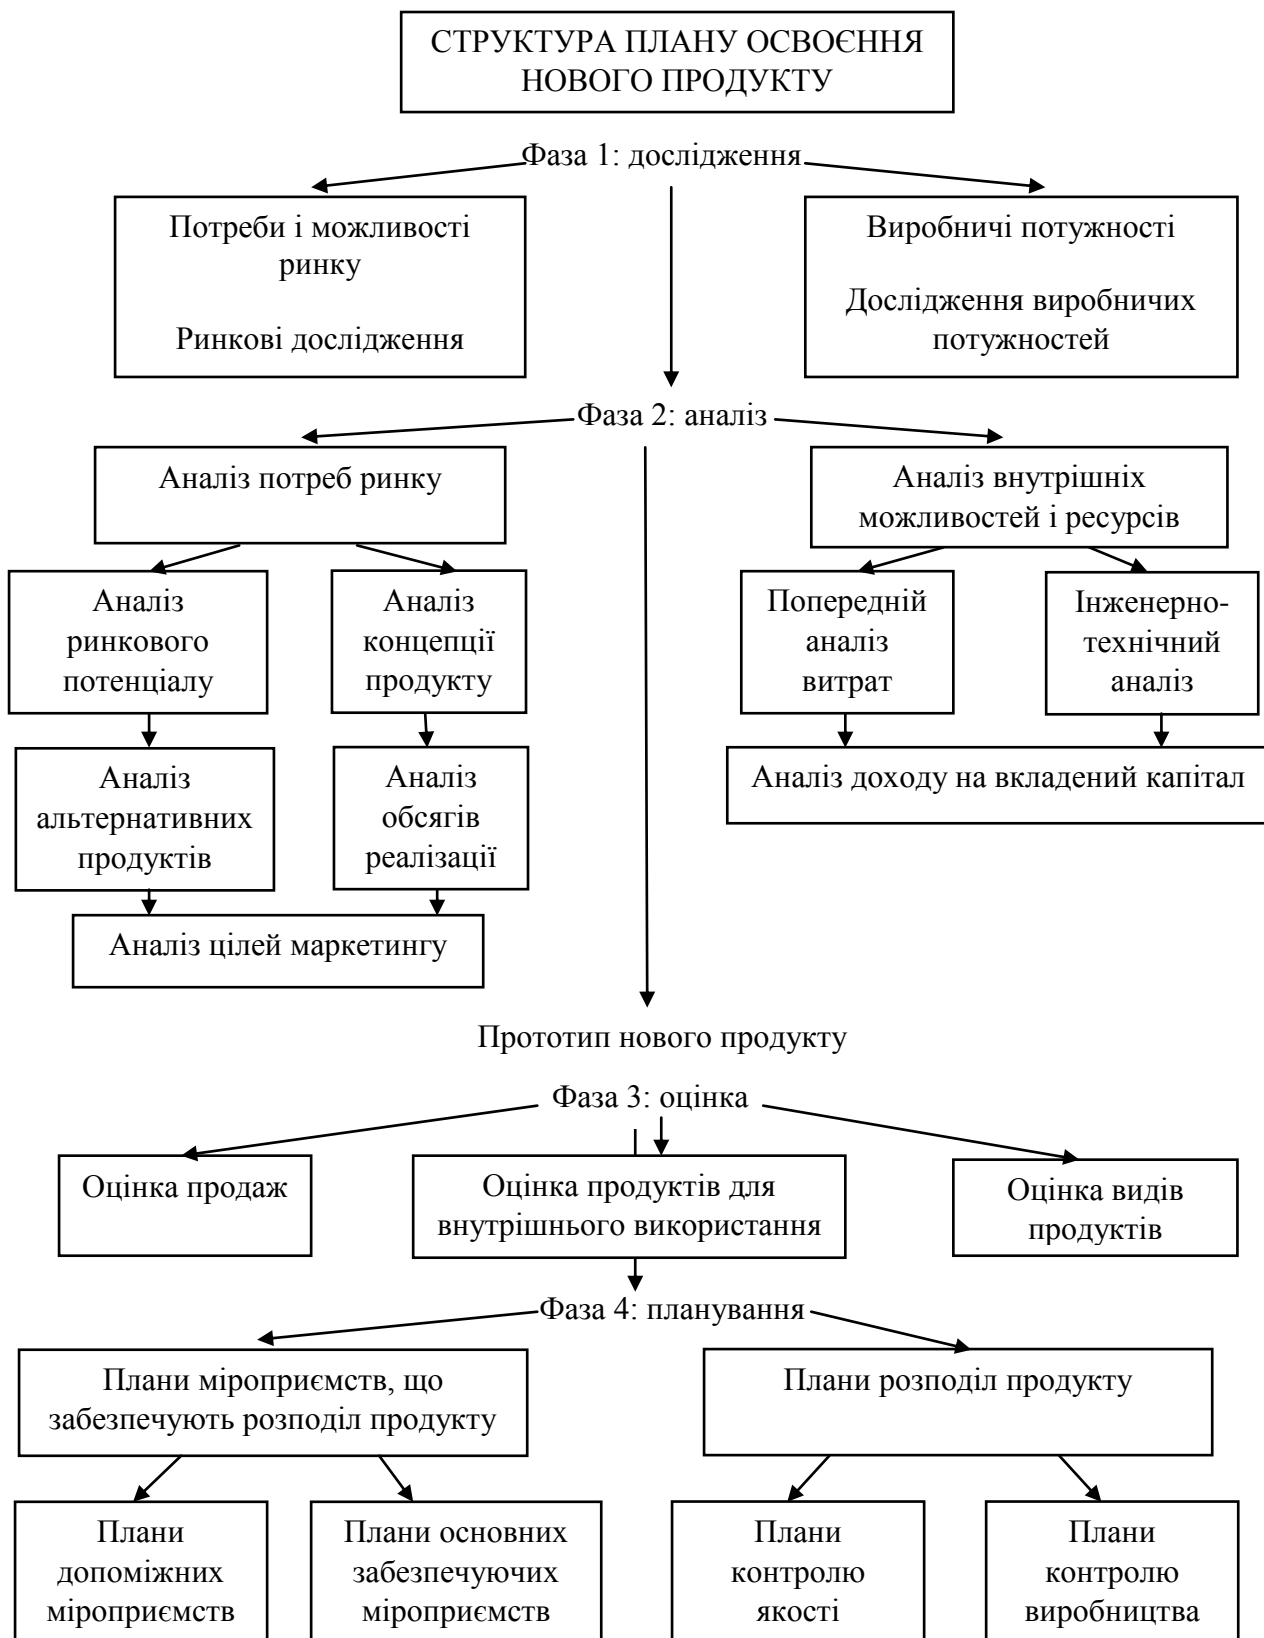 СТРУКТУРА ПЛАНУ ОСВОЄННЯ
НОВОГО ПРОДУКТУ
Фаза 1: дослідження
Потреби і можливості
ринку
Ринкові дослідження
Виробничі потужності
Дослідження виробничих
потужностей
Фаза 2: аналіз
Аналіз потреб ринку
Аналіз внутрішніх
можливостей і ресурсів
Аналіз
ринкового
потенціалу
Аналіз
концепції
продукту
Попередній
аналіз
витрат
Інженерно-
технічний
аналіз
Аналіз
альтернативних
продуктів
Аналіз
обсягів
реалізації
Аналіз доходу на вкладений капітал
Аналіз цілей маркетингу
Прототип нового продукту
Фаза 3: оцінка
Оцінка продаж
Оцінка продуктів для
внутрішнього використання
Оцінка видів
продуктів
Фаза 4: планування
Плани міроприємств, що
забезпечують розподіл продукту
Плани розподіл продукту
Плани
допоміжних
міроприємств
Плани основних
забезпечуючих
міроприємств
Плани
контролю
якості
Плани
контролю
виробництва